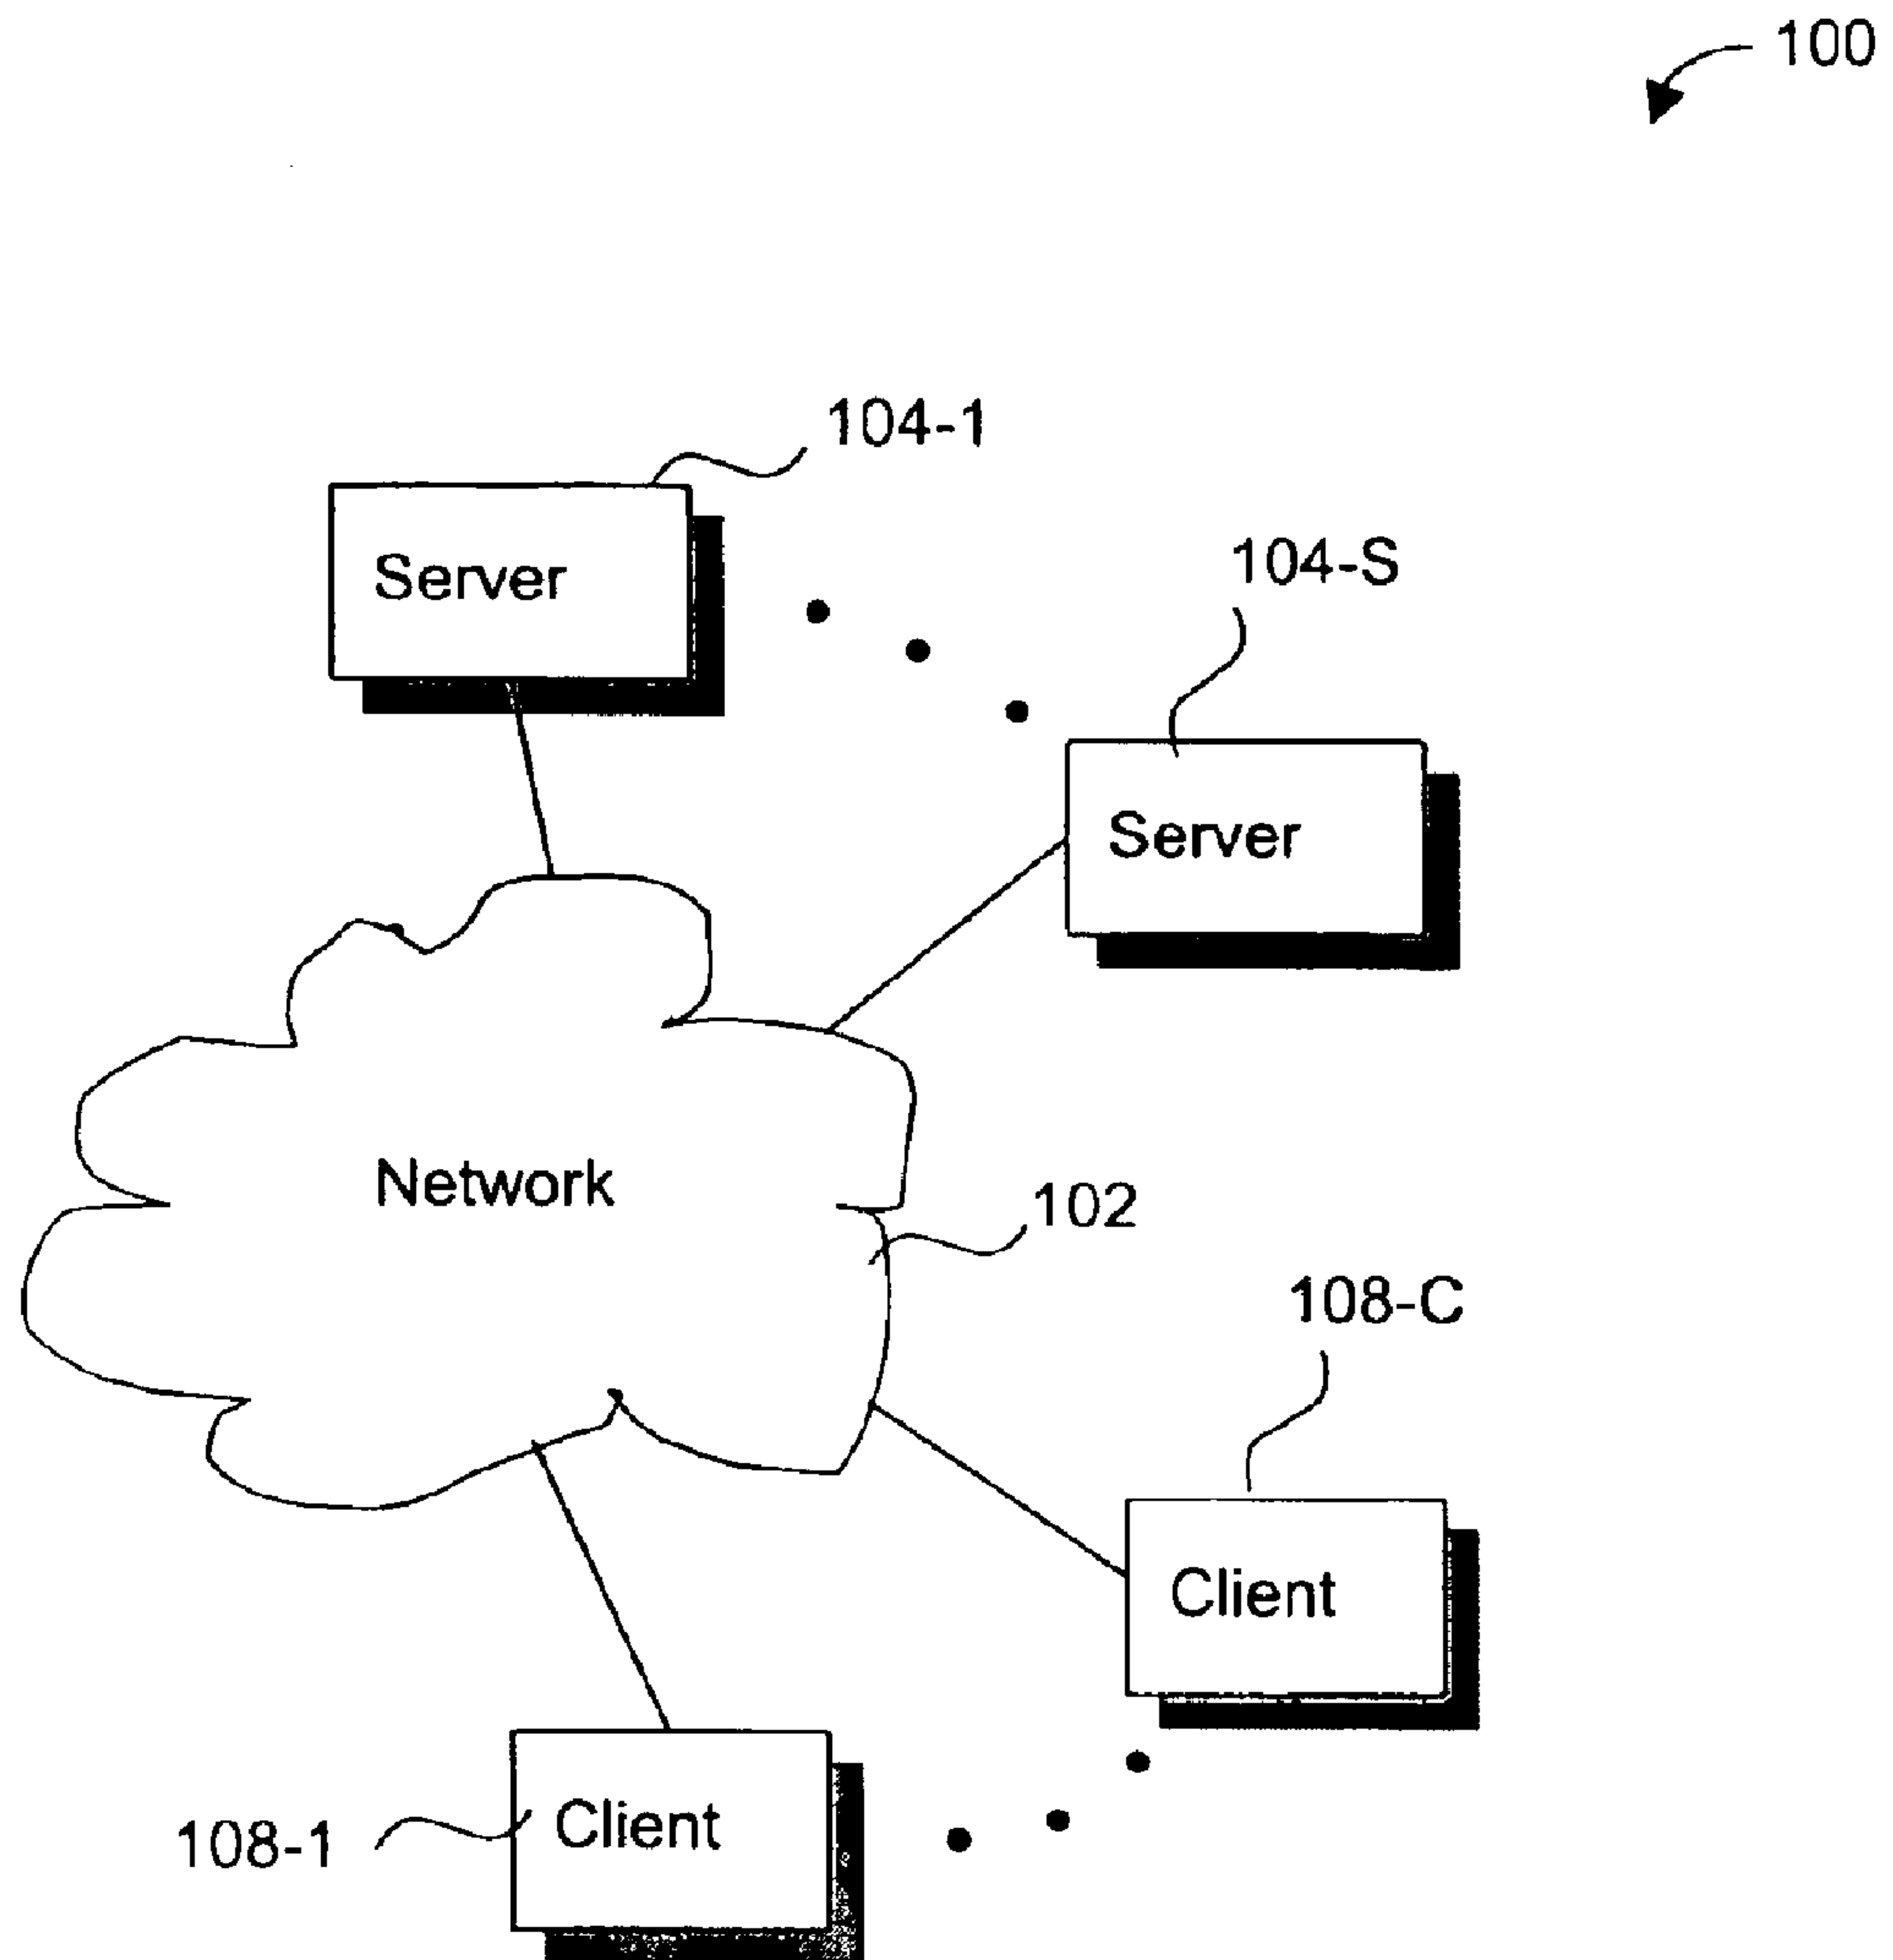 100
104-1
Server
104-S
Server
Network
102
108-C
Client
108-1
Client